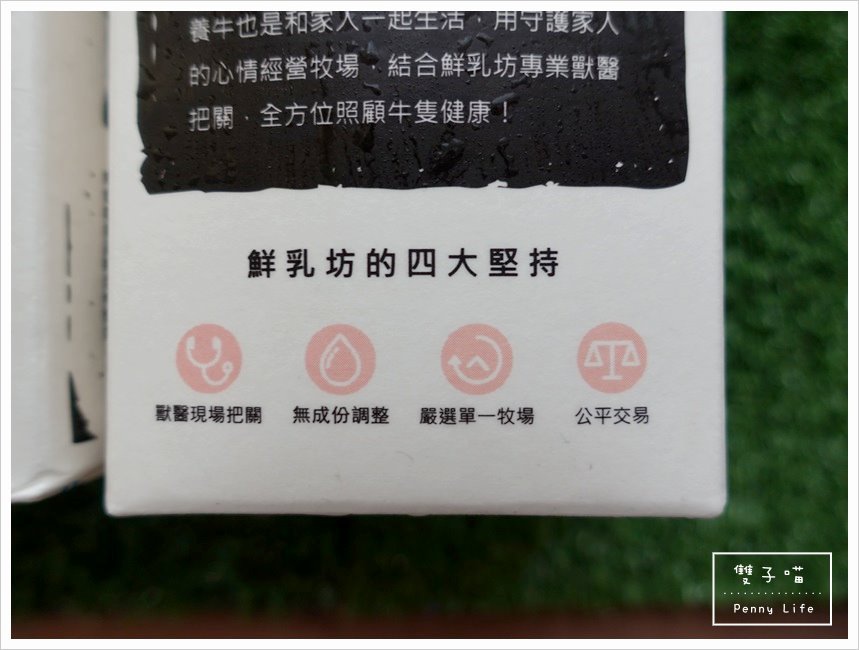 養牛也是和家人一起生活，用守護家人
的心情經營牧場，結合鮮乳坊專業獸醫
把關，全方位照顧牛隻健康！
鮮乳坊的四大堅持
獸醫現場把關 無成份調整 嚴選單一牧場 公平交易
雙子喵
Penny Life